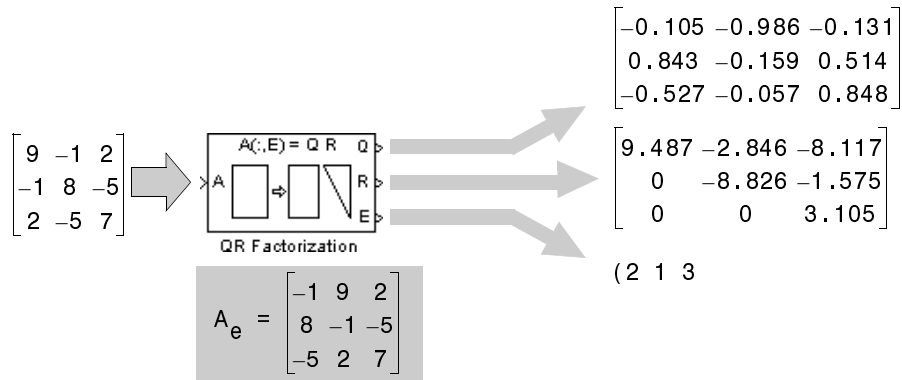 -0.105 -0.986 -0.131
0.843 -0.159 0.514
-0.527 -0.057 0.848
9 -1 2
-1 8 -5
2 -5 7
A(:,E) = Q R
A
Q
R
E
QR Factorization
9.487 -2.846 -8.117
0 -8.826 -1.575
0 0 3.105
(2 1 3
Ae =
-1 9 2
8 -1 -5
-5 2 7